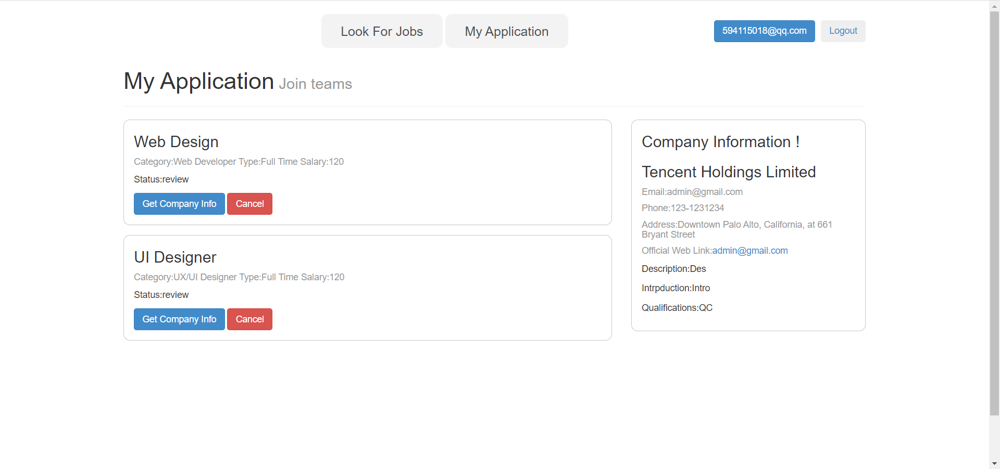 Look For Jobs
My Application
594115018@qq.com
Logout
My Application Join teams
Web Design
Category:Web Developer Type:Full Time Salary:120
Status:review
Get Company Info
Cancel
UI Designer
Category:UX/UI Designer Type:Full Time Salary:120
Status:review
Get Company Info
Cancel
Company Information !
Tencent Holdings Limited
Email:admin@gmail.com
Phone:123-1231234
Address:Downtown Palo Alto, California, at 661
Bryant Street
Official Web Link:admin@gmail.com
Description:Des
Intrpduction:Intro
Qualifications:QC